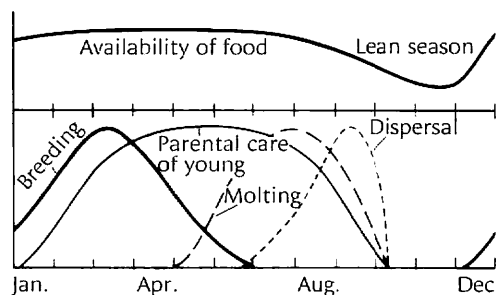 Availability of food
Lean season
Breeding
Parental care
of young
Dispersal
Molting
Jan.
Apr.
Aug.
Dec